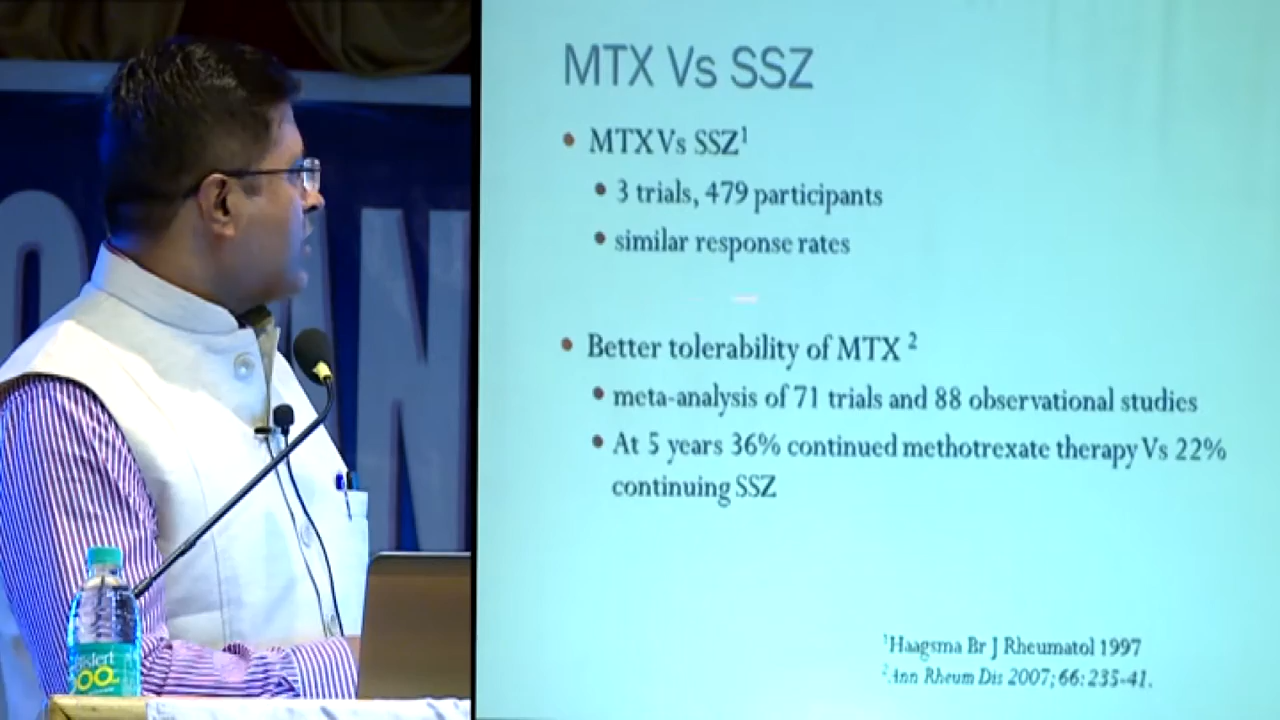 MTX Vs SSZ
• MTX Vs SSZ¹
• 3 trials, 479 participants
• similar response rates
• Better tolerability of MTX ²
• meta-analysis of 71 trials and 88 observational studies
• At 5 years 36% continued methotrexate therapy Vs 22%
continuing SSZ
¹Haagsma Br J Rheumatol 1997
²Ann Rheum Dis 2007; 66: 235-41.